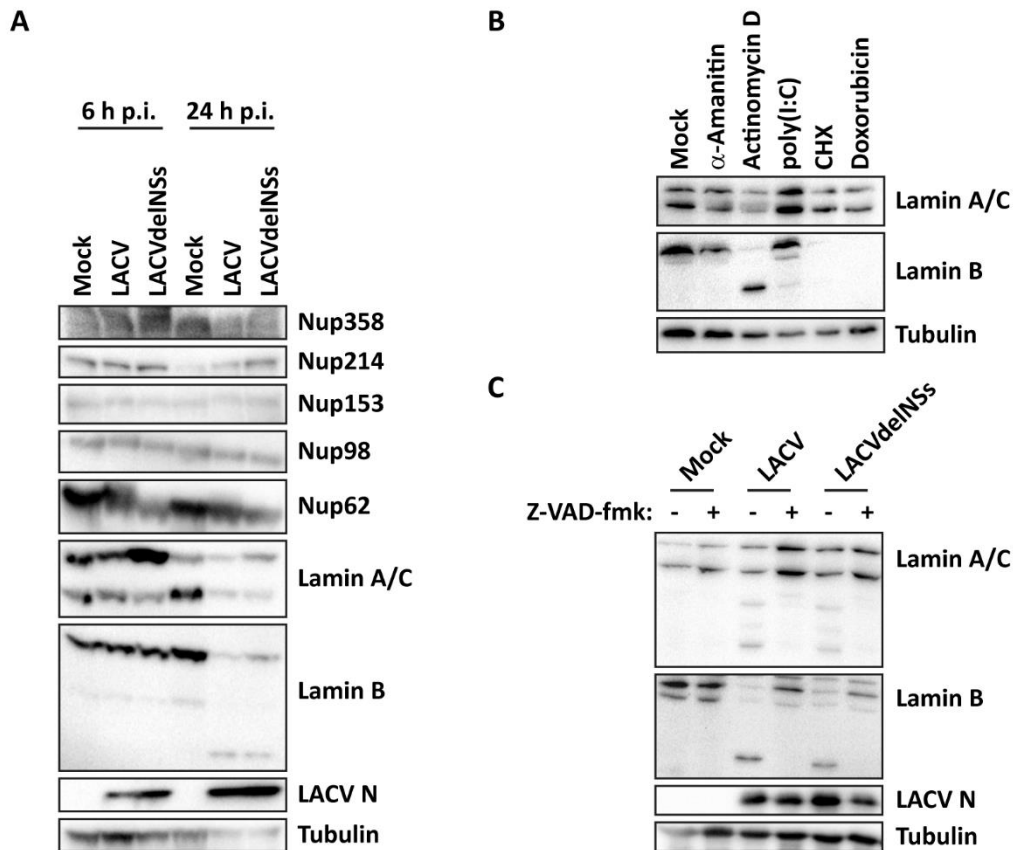 A
6 h p.i. 24 h p.i.
Mock LACV LACVdelNSs Mock LACV LACVdelNSs
Nup358
Nup214
Nup153
Nup98
Nup62
Lamin A/C
Lamin B
LACV N
Tubulin
B
Mock α-Amanitin Actinomycin D poly(I:C) CHX Doxorubicin
Lamin A/C
Lamin B
Tubulin
C
Mock LACV LACVdelNSs
Z-VAD-fmk: - + - + - +
Lamin A/C
Lamin B
LACV N
Tubulin